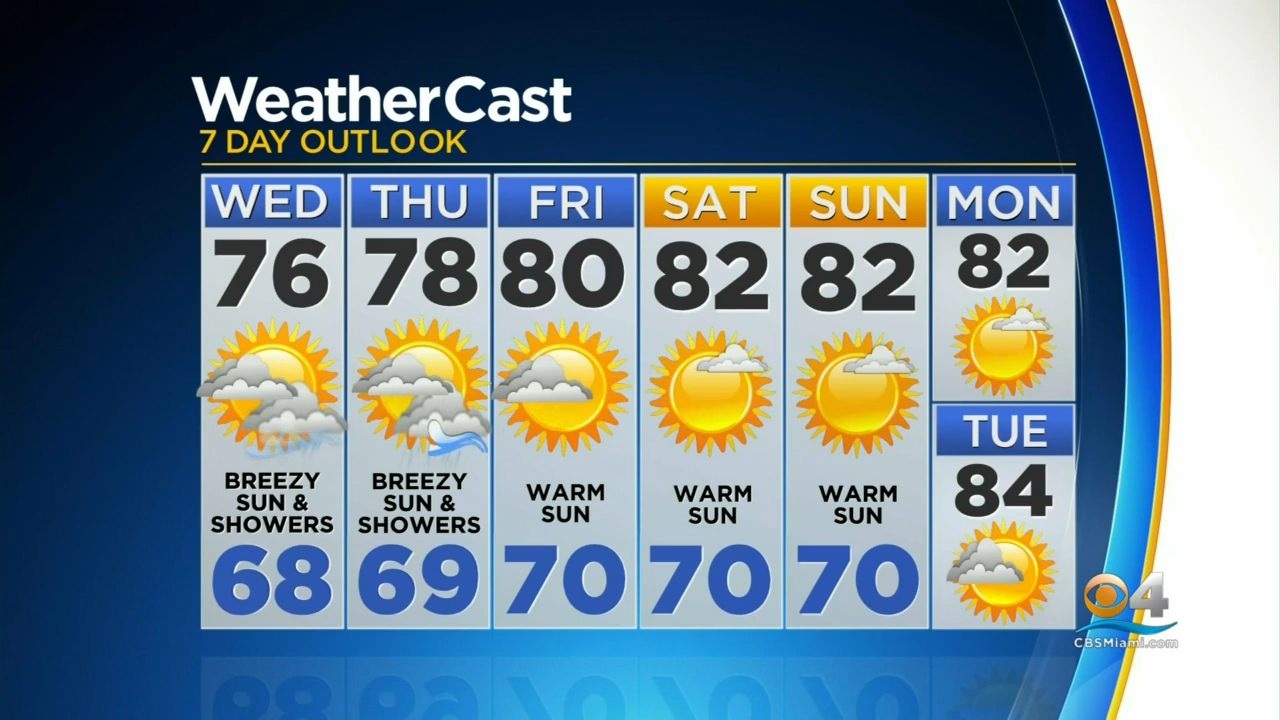 WeatherCast
7 DAY OUTLOOK
WED
76
BREEZY
SUN &
SHOWERS
68
THU
78
BREEZY
SUN &
SHOWERS
69
FRI
80
WARM
SUN
70
SAT
82
WARM
SUN
70
SUN
82
WARM
SUN
70
MON
82
TUE
84
4
CBSMiami.com